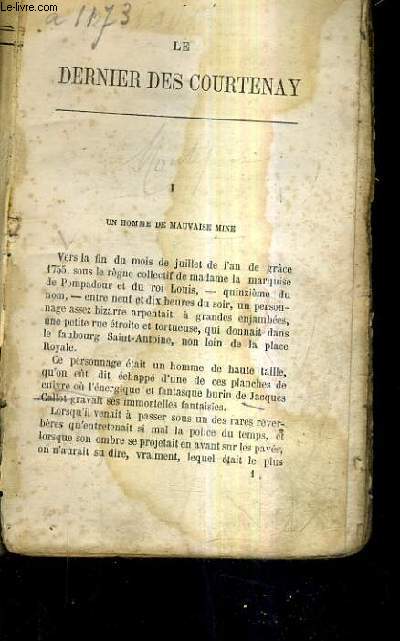 Le-livre.com
a 1173
LE
DERNIER DES COURTENAY
I
UN HOMME DE MAUVAISE MINE
Vers la fin du mois de juillet de l'an de grâce
1755, sous le règne collectif de madame la marquise
de Pompadour et du roi Louis, — quinzième du
nom, — entre neuf et dix heures du soir, un person-
nage assez bizarre arpentait à grandes enjambées,
une petite rue étroite et tortueuse, qui donnait dans
le faubourg Saint-Antoine, non loin de la place
Royale.
Ce personnage était un homme de haute taille,
qu'on eût dit échappé d'une de ces planches de
cuivre où l'énergique et fantasque burin de Jacques
Callot gravait ses immortelles fantaisies.
Lorsqu'il venait à passer sous un des rares réver-
bères qu'entretenait si mal la police du temps, et
lorsque son ombre se projetait en avant sur les pavés,
on n'aurait su dire, vraiment, lequel était le plus
1.